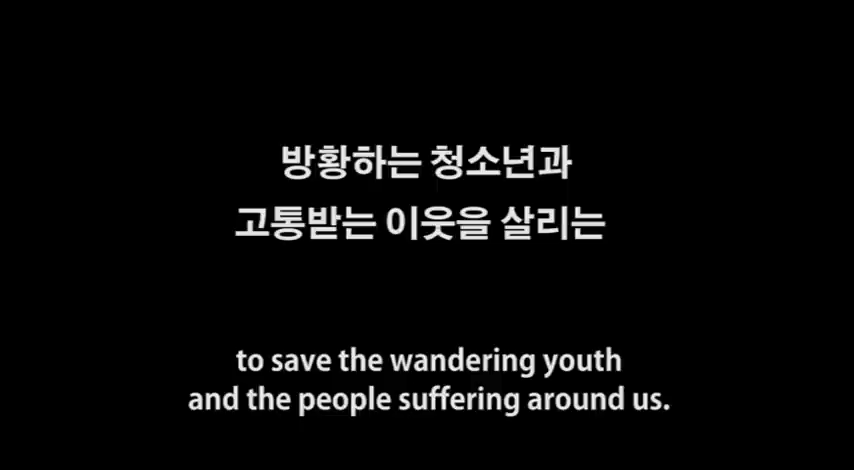 방황하는 청소년과
고통받는 이웃을 살리는
to save the wandering youth
and the people suffering around us.